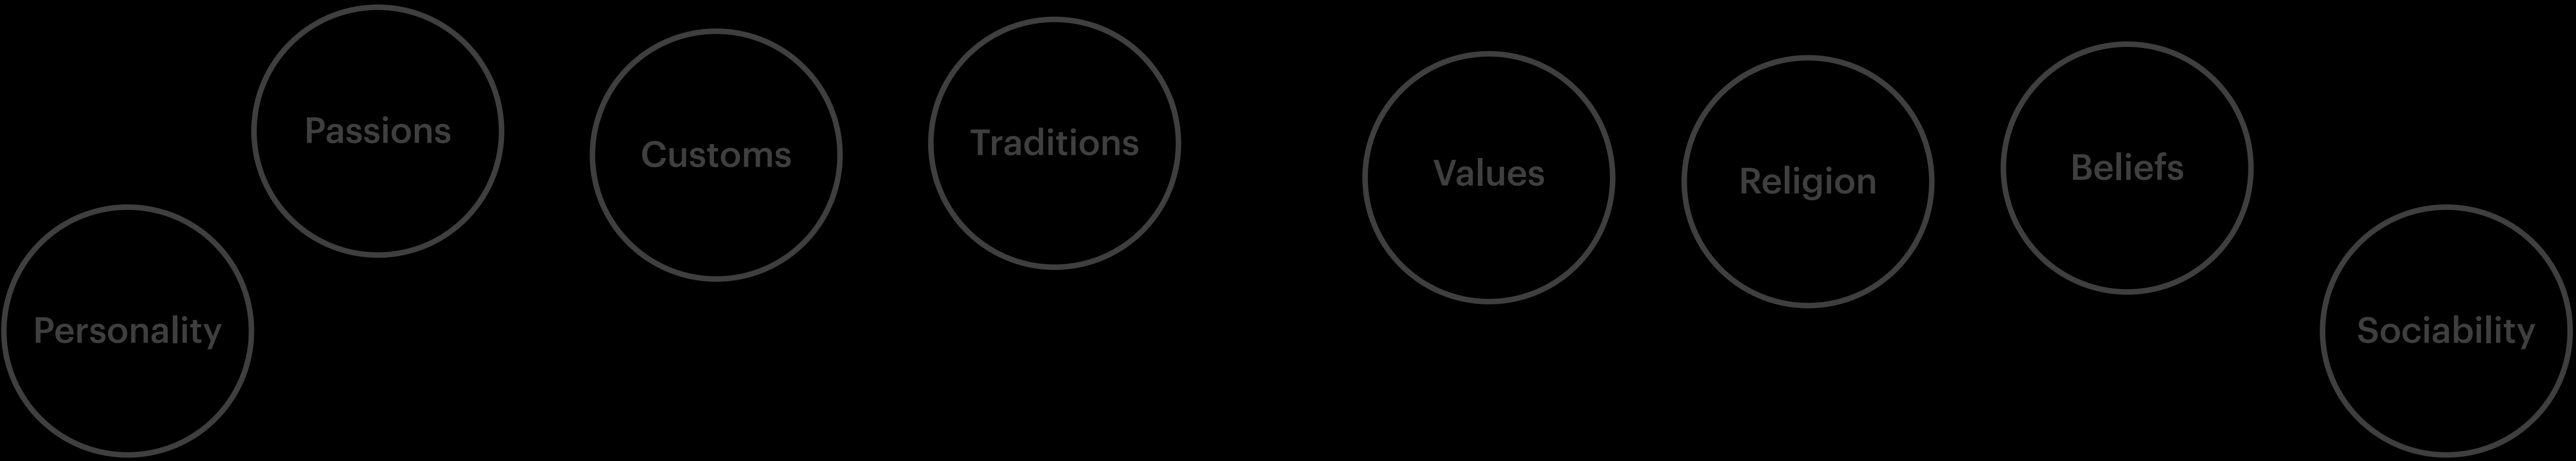 Personality
Passions
Customs
Traditions
Values
Religion
Beliefs
Sociability